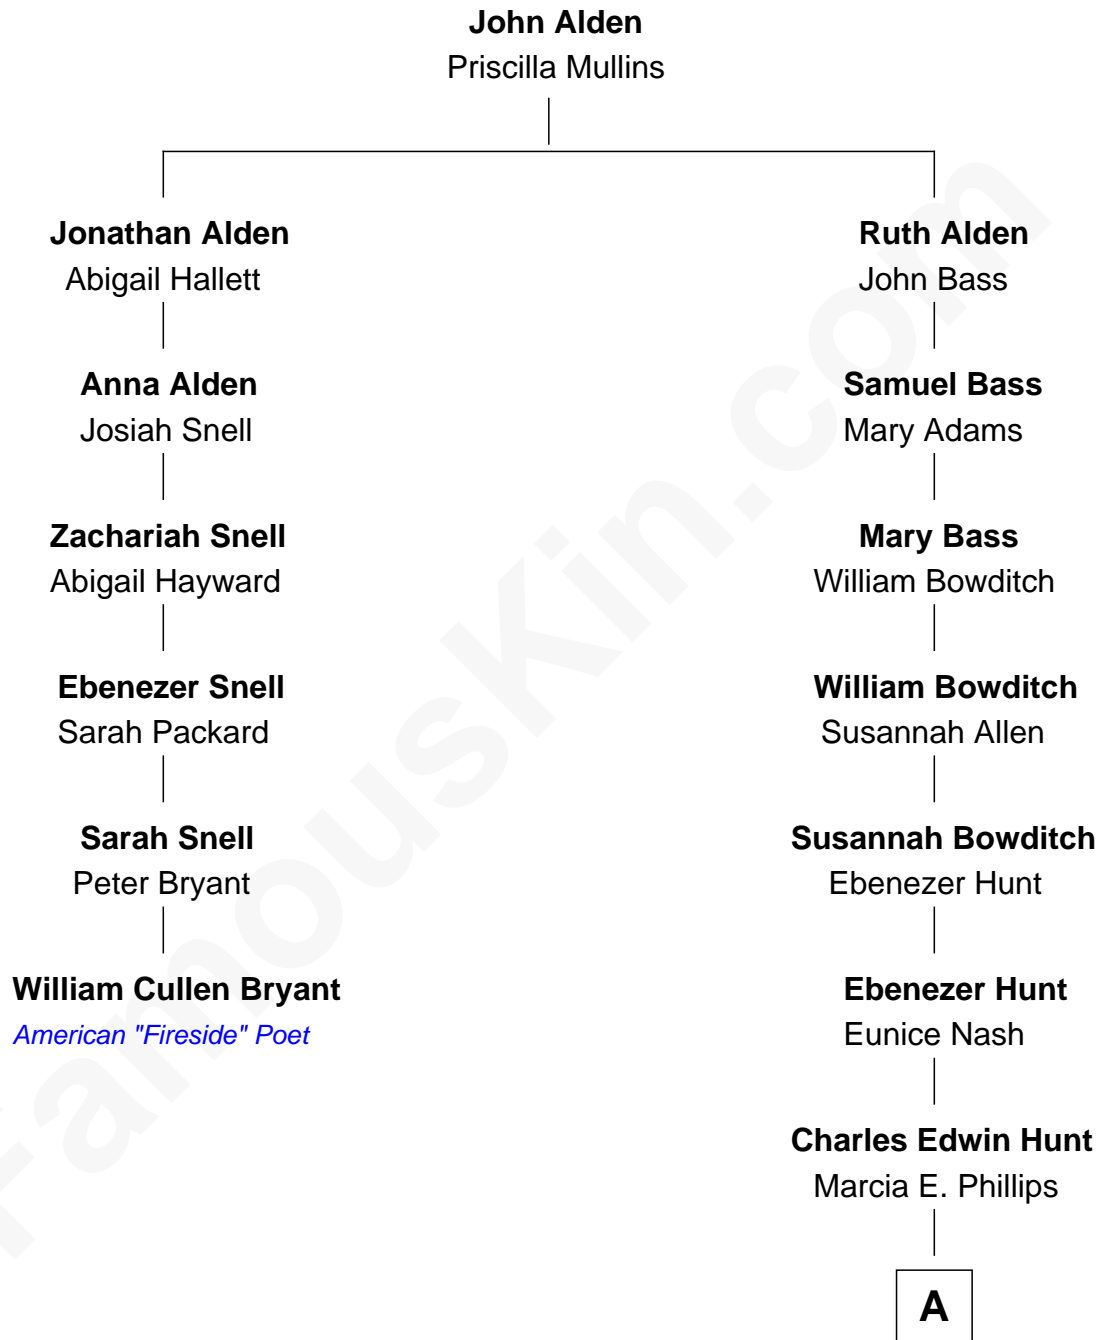 John Alden
Priscilla Mullins
Jonathan Alden
Abigail Hallett
Ruth Alden
John Bass
Anna Alden
Josiah Snell
Samuel Bass
Mary Adams
Zachariah Snell
Abigail Hayward
Mary Bass
William Bowditch
Ebenezer Snell
Sarah Packard
William Bowditch
Susannah Allen
Sarah Snell
Peter Bryant
Susannah Bowditch
Ebenezer Hunt
William Cullen Bryant
American "Fireside" Poet
Ebenezer Hunt
Eunice Nash
Charles Edwin Hunt
Marcia E. Phillips
A
FamousKin.com